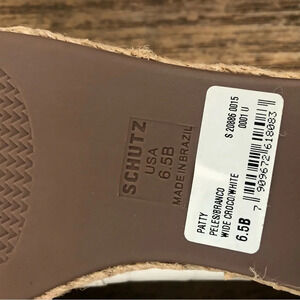 SCHUTZ
USA
6.5B
MADE IN BRAZIL
S 20886 0015
0001 U
7 909672 618083
PATTY
PELES/BRANCO
WIDE CROCO/WHITE
6.5B